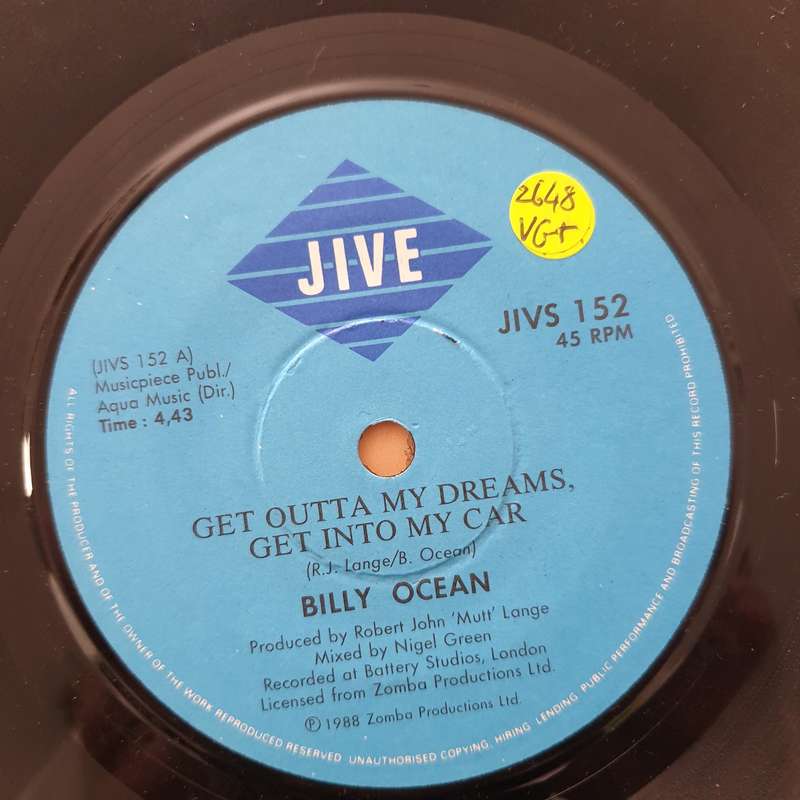 JIVE
2648
VG+
JIVS 152
45 RPM
(JIVS 152 A)
Musicpiece Publ./
Aqua Music (Dir.)
Time : 4,43
GET OUTTA MY DREAMS,
GET INTO MY CAR
(R.J. Lange/B. Ocean)
BILLY OCEAN
Produced by Robert John 'Mutt' Lange
Mixed by Nigel Green
Recorded at Battery Studios, London
Licensed from Zomba Productions Ltd.
℗ 1988 Zomba Productions Ltd.
ALL RIGHTS OF THE PRODUCER AND OF THE OWNER OF THE WORK REPRODUCED RESERVED UNAUTHORISED COPYING, HIRING, LENDING, PUBLIC PERFORMANCE AND BROADCASTING OF THIS RECORD PROHIBITED